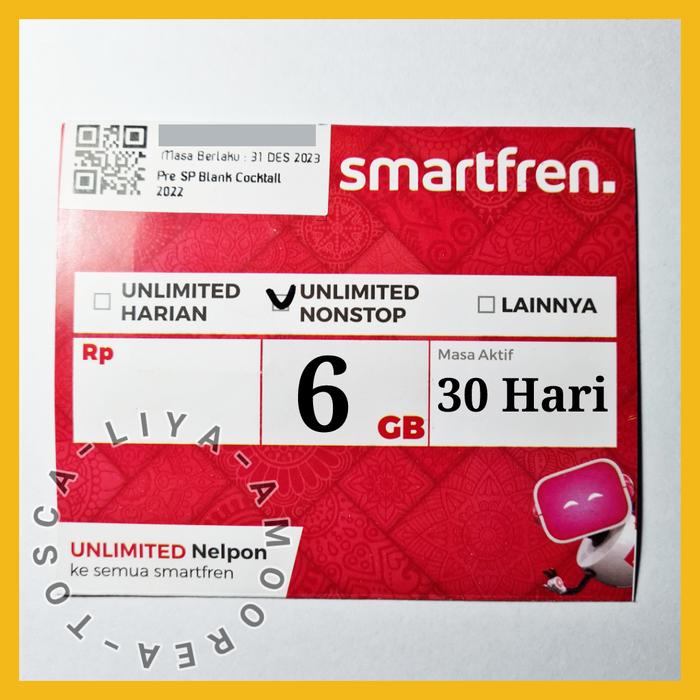 Masa Berlaku : 31 DES 2023
Pre SP Blank Cocktail
2022
smartfren.
UNLIMITED
HARIAN
UNLIMITED
NONSTOP
LAINNYA
Rp
6
GB
Masa Aktif
30 Hari
UNLIMITED Nelpon
ke semua smartfren
TOSCA-LIYA-AMOOREA-